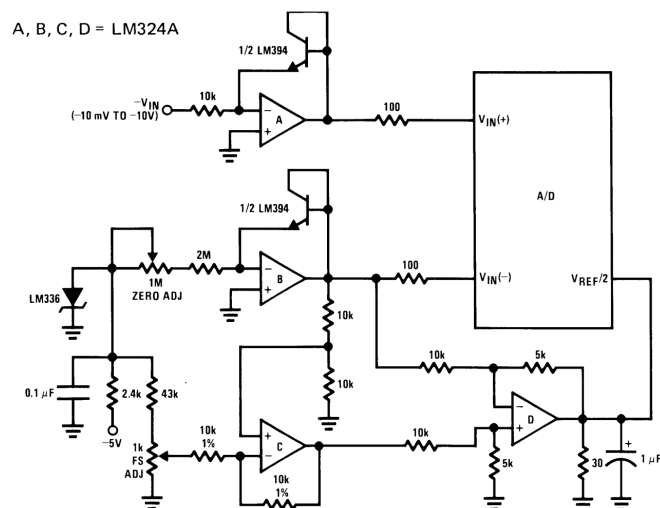 A, B, C, D = LM324A
1/2 LM394
10k
–VIN
(–10 mV TO –10V)
–
+
A
100
VIN(+)
A/D
1/2 LM394
1M
ZERO ADJ
2M
–
+
B
100
VIN(–)
VREF/2
LM336
10k
10k
10k
5k
0.1 µF
2.4k
43k
–5V
1k
FS
ADJ
10k
1%
+
–
C
10k
1%
10k
–
+
D
5k
30
+
1 µF